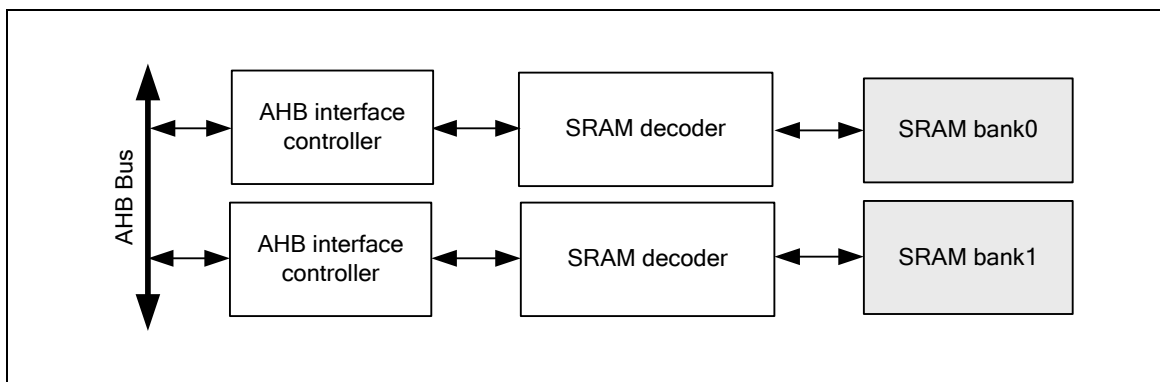 AHB Bus
AHB interface
controller
SRAM decoder
SRAM bank0
AHB interface
controller
SRAM decoder
SRAM bank1